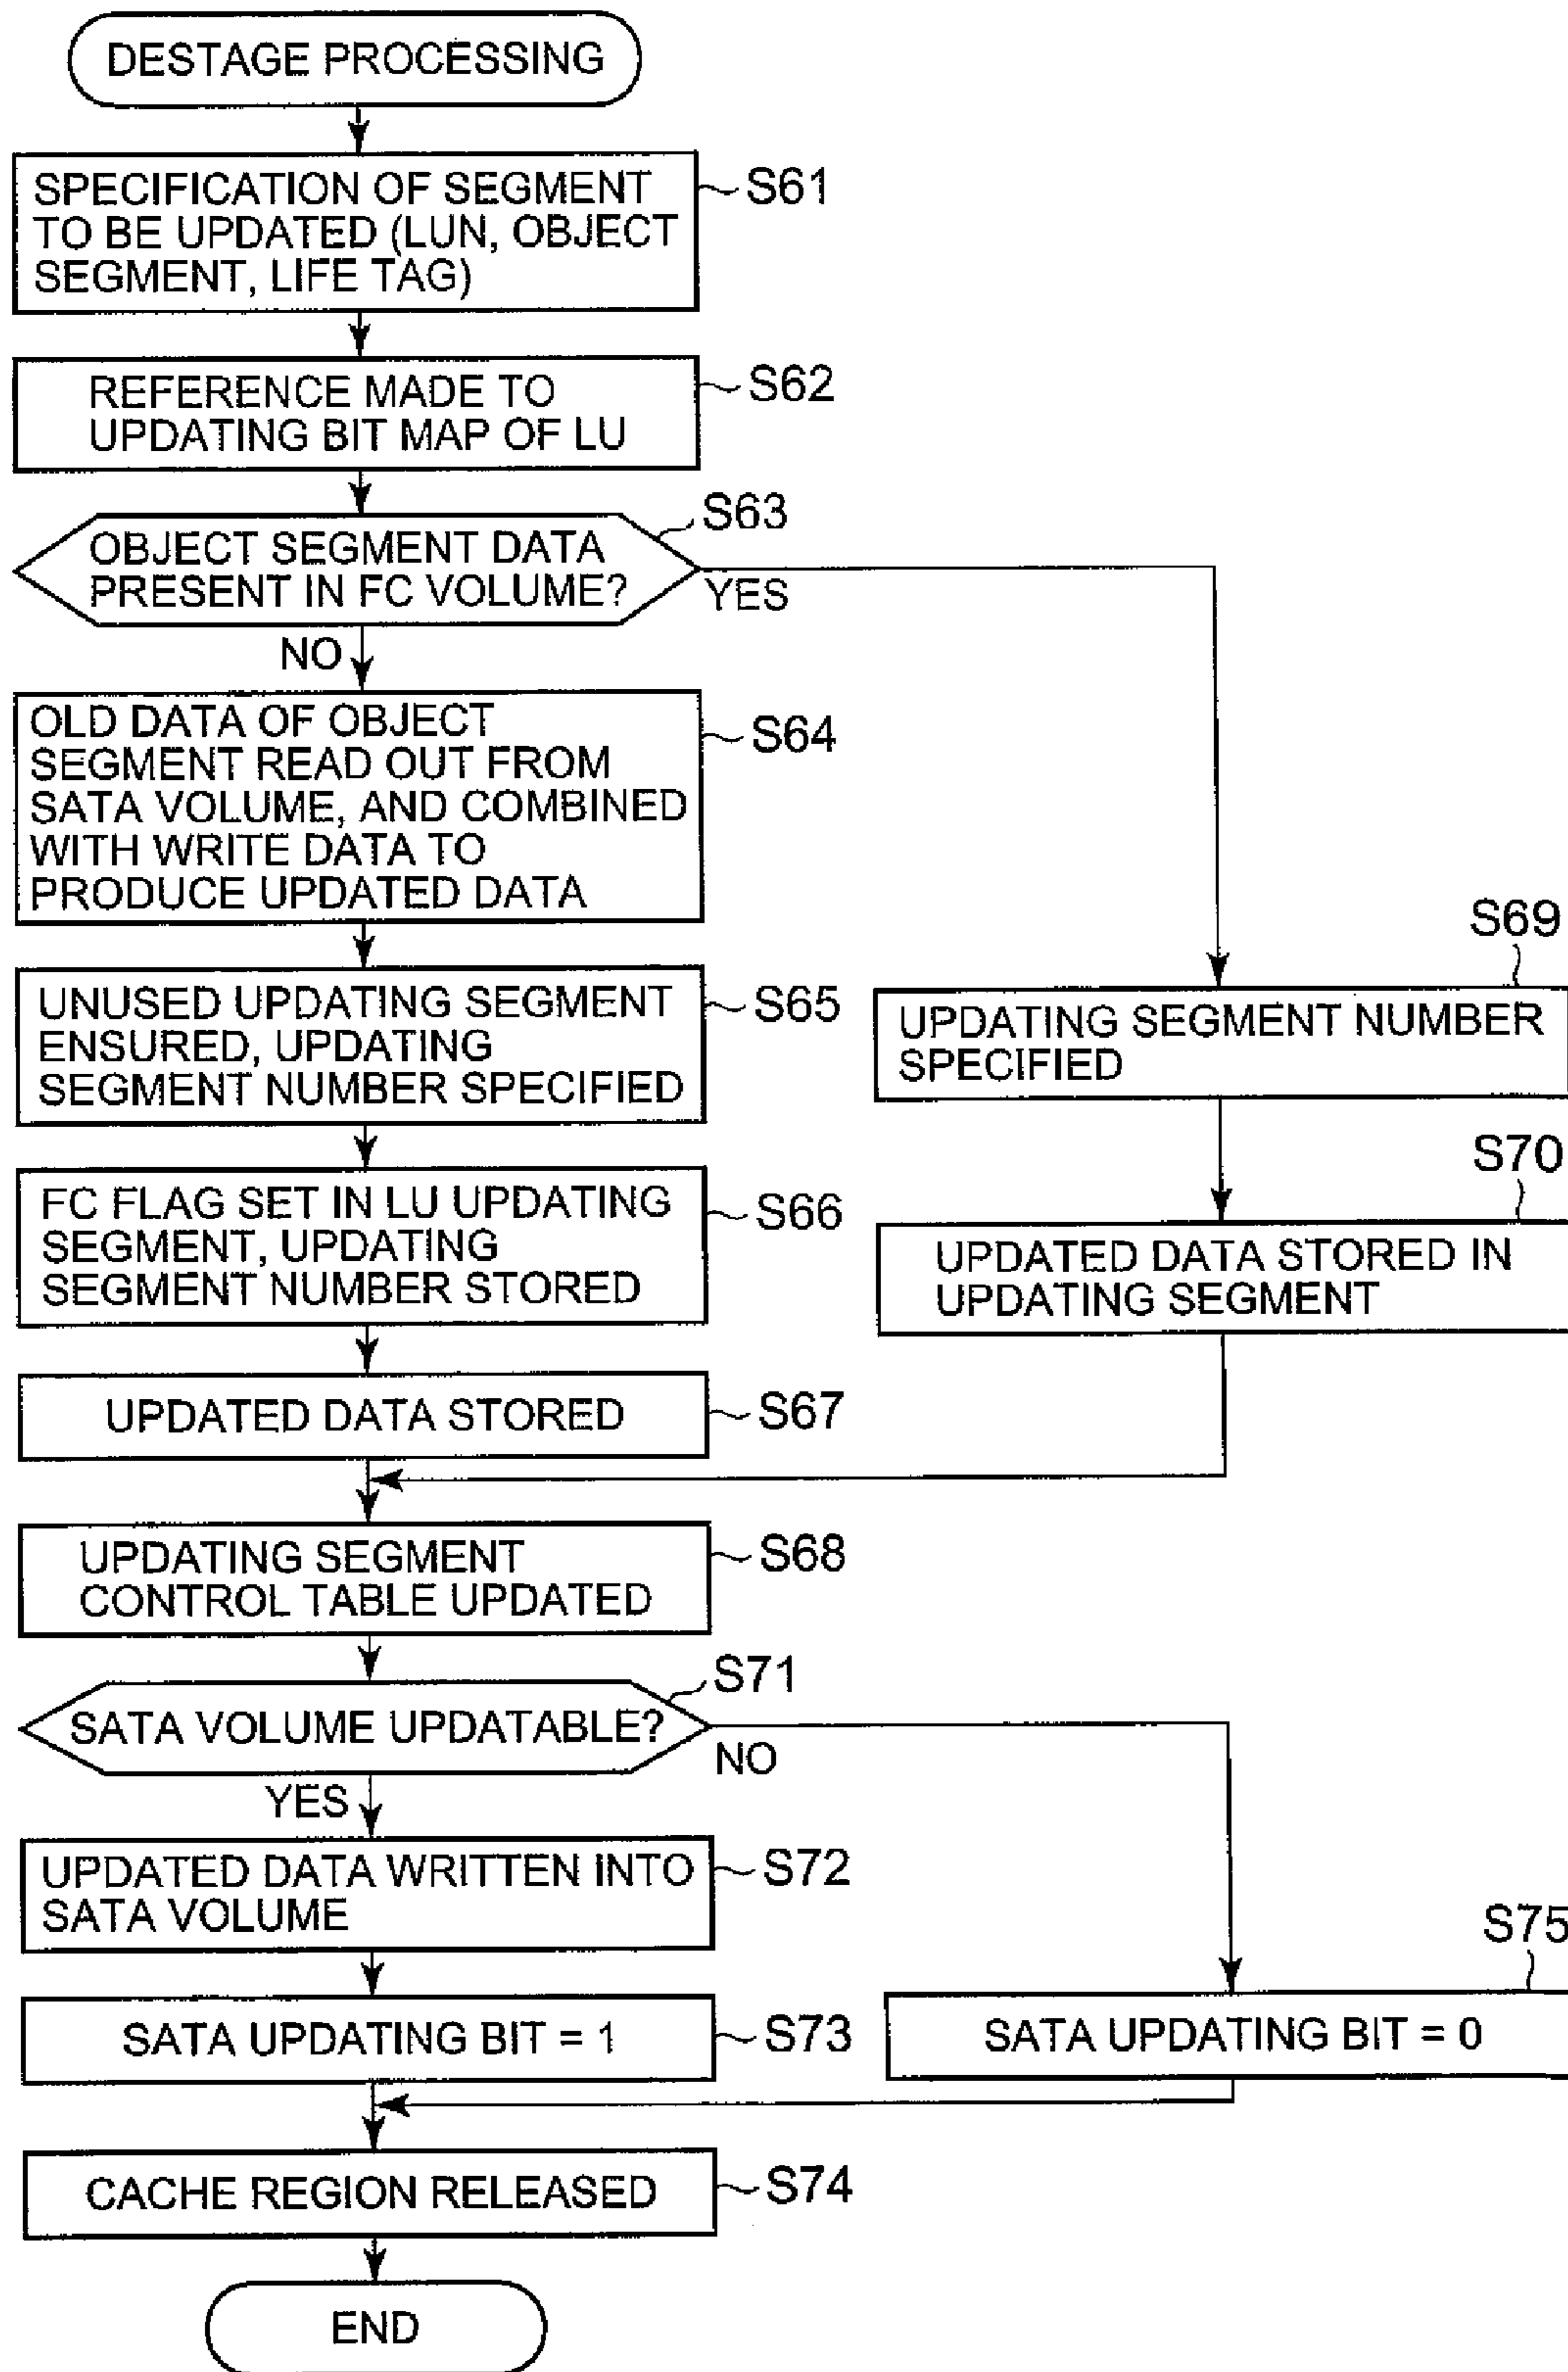 DESTAGE PROCESSING
SPECIFICATION OF SEGMENT
TO BE UPDATED (LUN, OBJECT
SEGMENT, LIFE TAG)
S61
REFERENCE MADE TO
UPDATING BIT MAP OF LU
S62
OBJECT SEGMENT DATA
PRESENT IN FC VOLUME?
S63
YES
NO
OLD DATA OF OBJECT
SEGMENT READ OUT FROM
SATA VOLUME, AND COMBINED
WITH WRITE DATA TO
PRODUCE UPDATED DATA
S64
UNUSED UPDATING SEGMENT
ENSURED, UPDATING
SEGMENT NUMBER SPECIFIED
S65
S69
UPDATING SEGMENT NUMBER
SPECIFIED
FC FLAG SET IN LU UPDATING
SEGMENT, UPDATING
SEGMENT NUMBER STORED
S66
S70
UPDATED DATA STORED IN
UPDATING SEGMENT
UPDATED DATA STORED
S67
UPDATING SEGMENT
CONTROL TABLE UPDATED
S68
SATA VOLUME UPDATABLE?
S71
NO
YES
UPDATED DATA WRITTEN INTO
SATA VOLUME
S72
SATA UPDATING BIT = 1
S73
S75
SATA UPDATING BIT = 0
CACHE REGION RELEASED
S74
END